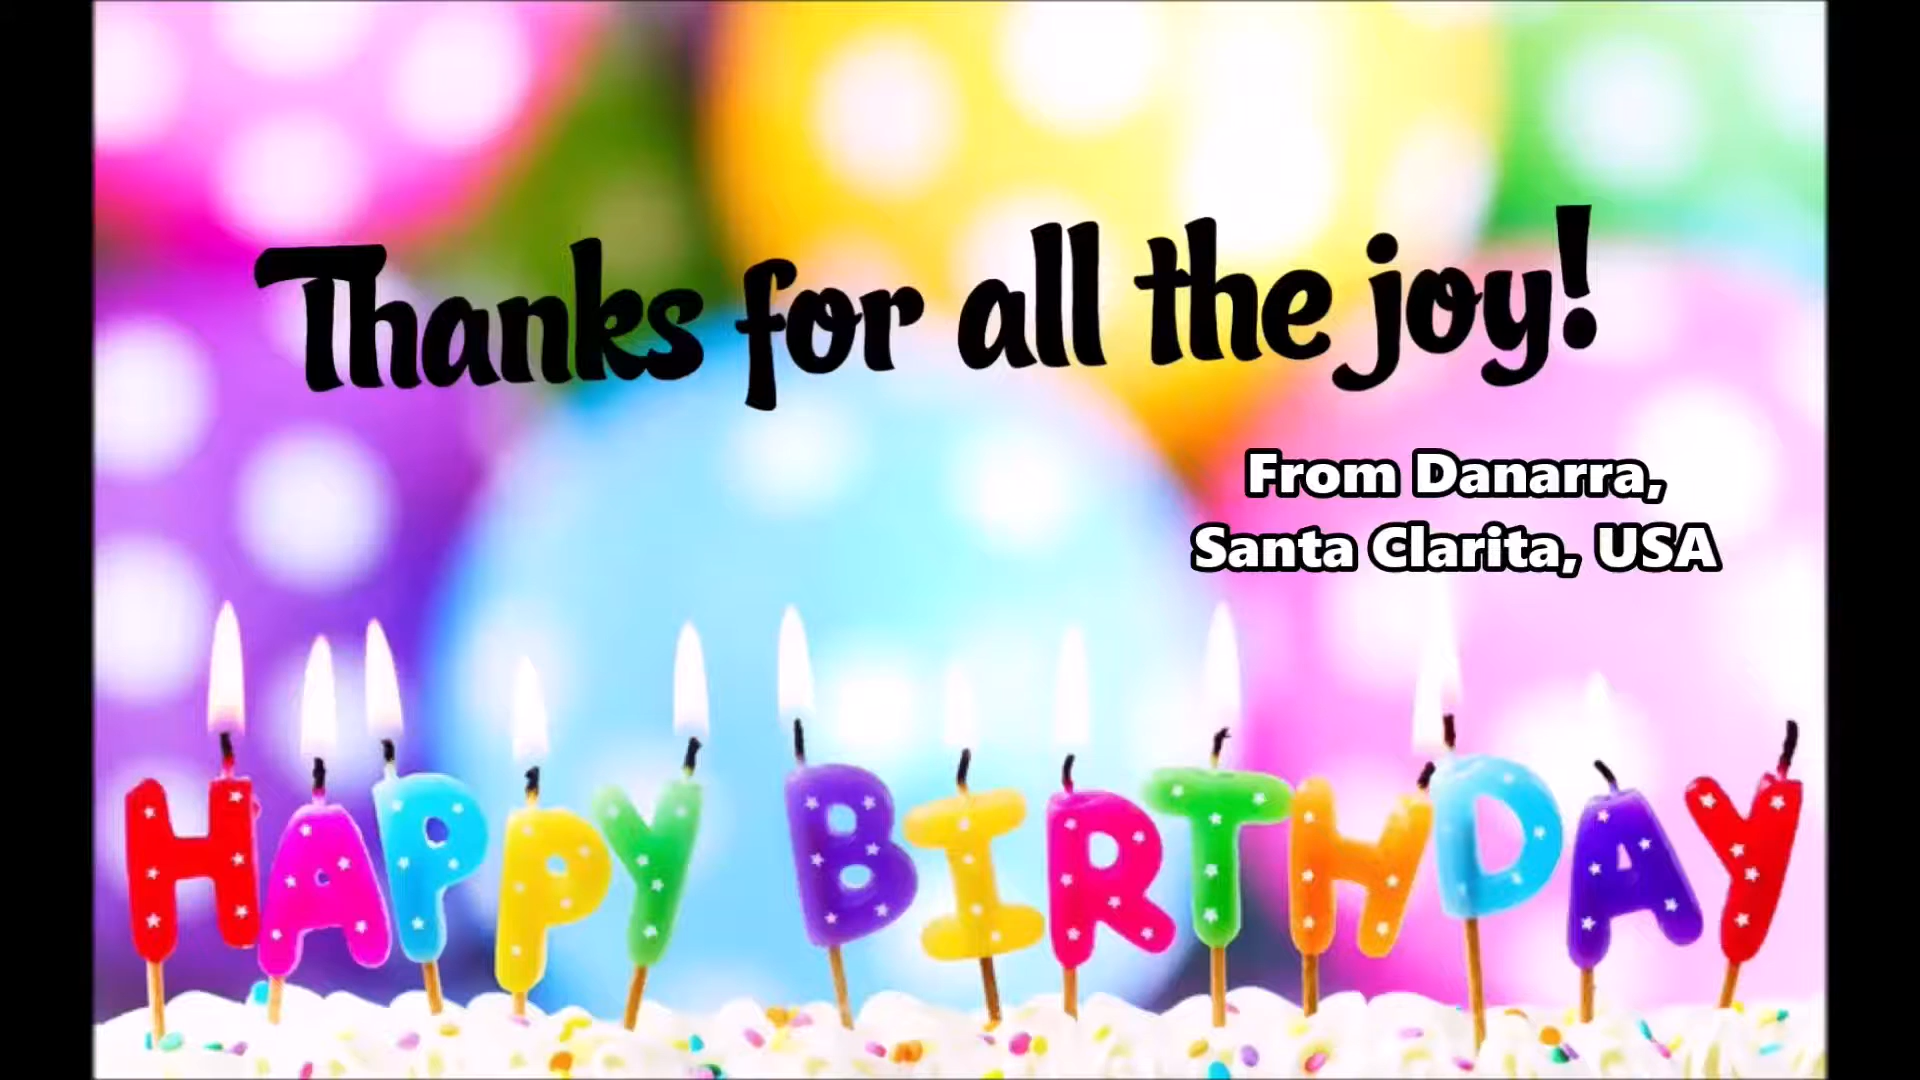 Thanks for all the joy!
From Danarra,
Santa Clarita, USA
HAPPY BIRTHDAY